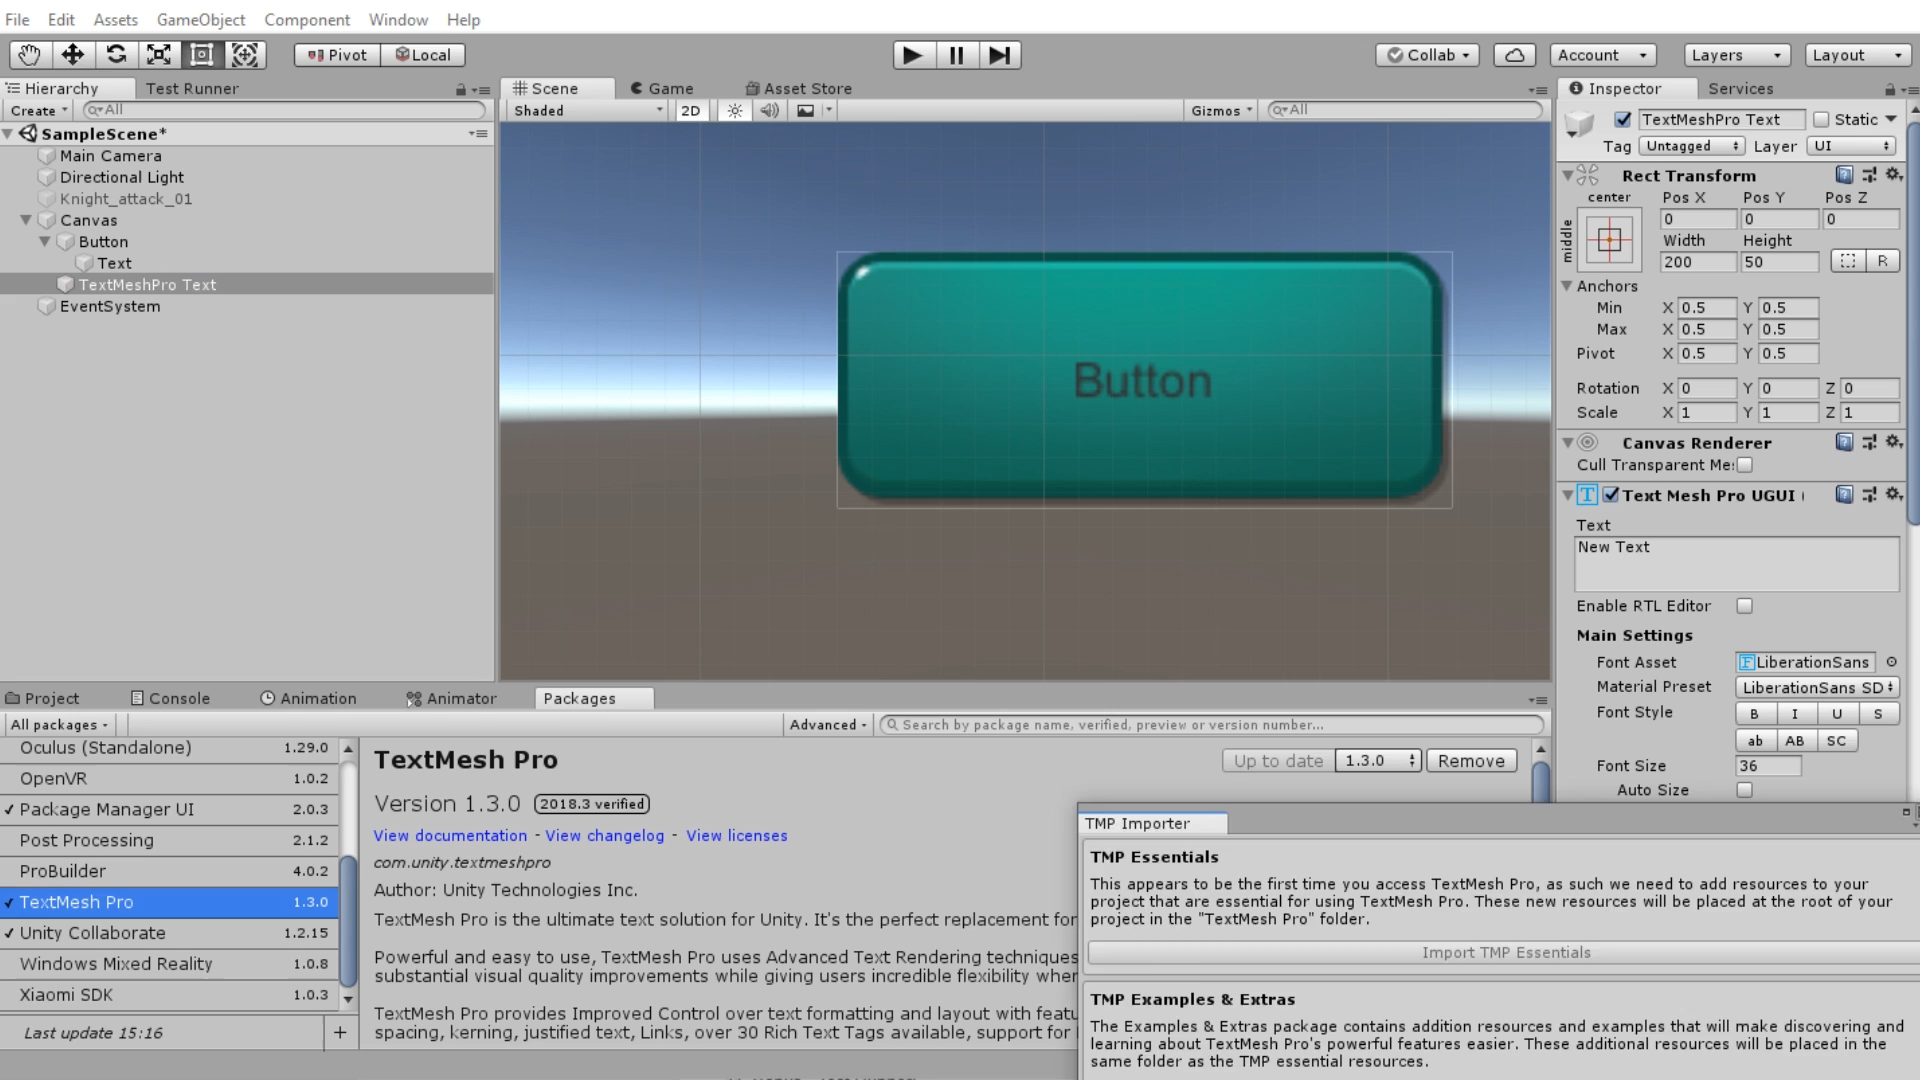 File Edit Assets GameObject Component Window Help
Pivot Local Collab Account Layers Layout
Hierarchy Test Runner
Create All
SampleScene*
Main Camera
Directional Light
Knight_attack_01
Canvas
Button
Text
TextMeshPro Text
EventSystem
Scene Game Asset Store
Shaded 2D Gizmos All
Button
Inspector Services
TextMeshPro Text Static
Tag Untagged Layer UI
Rect Transform
center Pos X Pos Y Pos Z
middle
0 0 0
Width Height
200 50 R
Anchors
Min X 0.5 Y 0.5
Max X 0.5 Y 0.5
Pivot X 0.5 Y 0.5
Rotation X 0 Y 0 Z 0
Scale X 1 Y 1 Z 1
Canvas Renderer
Cull Transparent Me:
T Text Mesh Pro UGUI (
Text
New Text
Enable RTL Editor
Main Settings
Font Asset F LiberationSans
Material Preset LiberationSans SD
Font Style B I U S
ab AB SC
Font Size 36
Auto Size
Project Console Animation Animator Packages
All packages Advanced Search by package name, verified, preview or version number...
Oculus (Standalone) 1.29.0
OpenVR 1.0.2
✓ Package Manager UI 2.0.3
Post Processing 2.1.2
ProBuilder 4.0.2
✓ TextMesh Pro 1.3.0
✓ Unity Collaborate 1.2.15
Windows Mixed Reality 1.0.8
Xiaomi SDK 1.0.3
Last update 15:16 +
TextMesh Pro Up to date 1.3.0 Remove
Version 1.3.0 2018.3 verified
View documentation - View changelog - View licenses
com.unity.textmeshpro
Author: Unity Technologies Inc.
TextMesh Pro is the ultimate text solution for Unity. It's the perfect replacement for
Powerful and easy to use, TextMesh Pro uses Advanced Text Rendering techniques
substantial visual quality improvements while giving users incredible flexibility when
TextMesh Pro provides Improved Control over text formatting and layout with
spacing, kerning, justified text, Links, over 30 Rich Text Tags available, support for
TMP Importer
TMP Essentials
This appears to be the first time you access TextMesh Pro, as such we need to add resources to your
project that are essential for using TextMesh Pro. These new resources will be placed at the root of your
project in the "TextMesh Pro" folder.
Import TMP Essentials
TMP Examples & Extras
The Examples & Extras package contains addition resources and examples that will make discovering and
learning about TextMesh Pro's powerful features easier. These additional resources will be placed in the
same folder as the TMP essential resources.